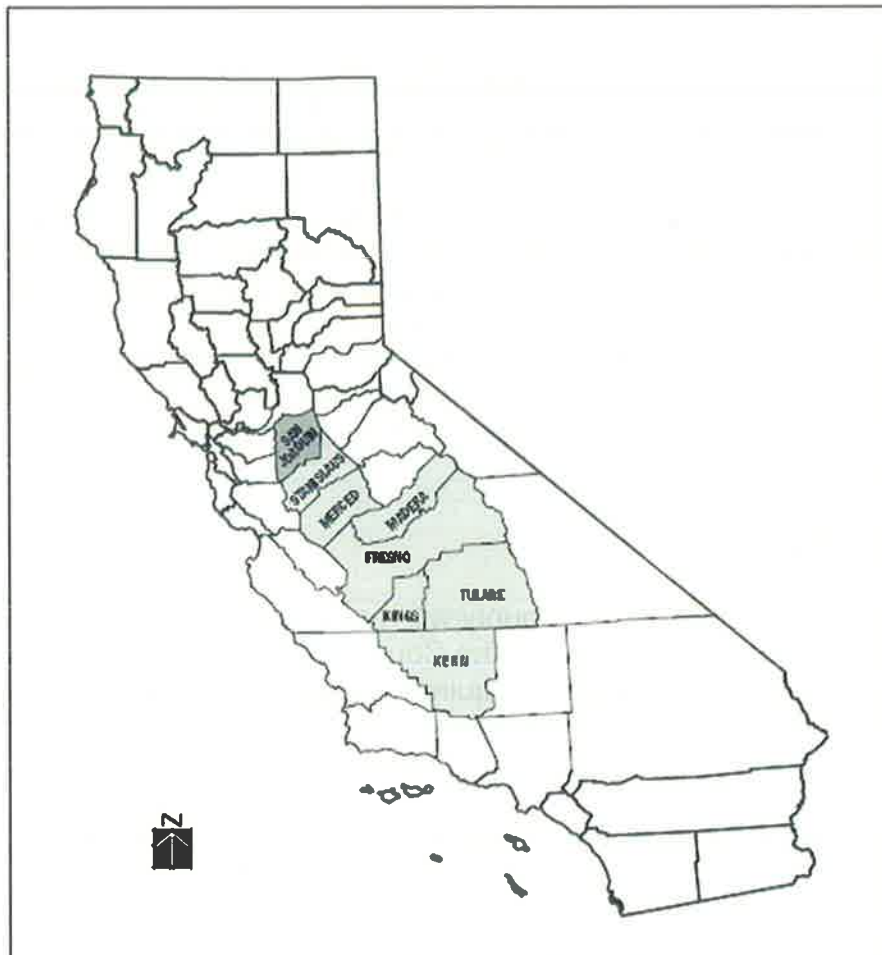 SAN
JOAQUIN
STANISLAUS
MERCED
MADERA
FRESNO
TULARE
KINGS
KERN
N